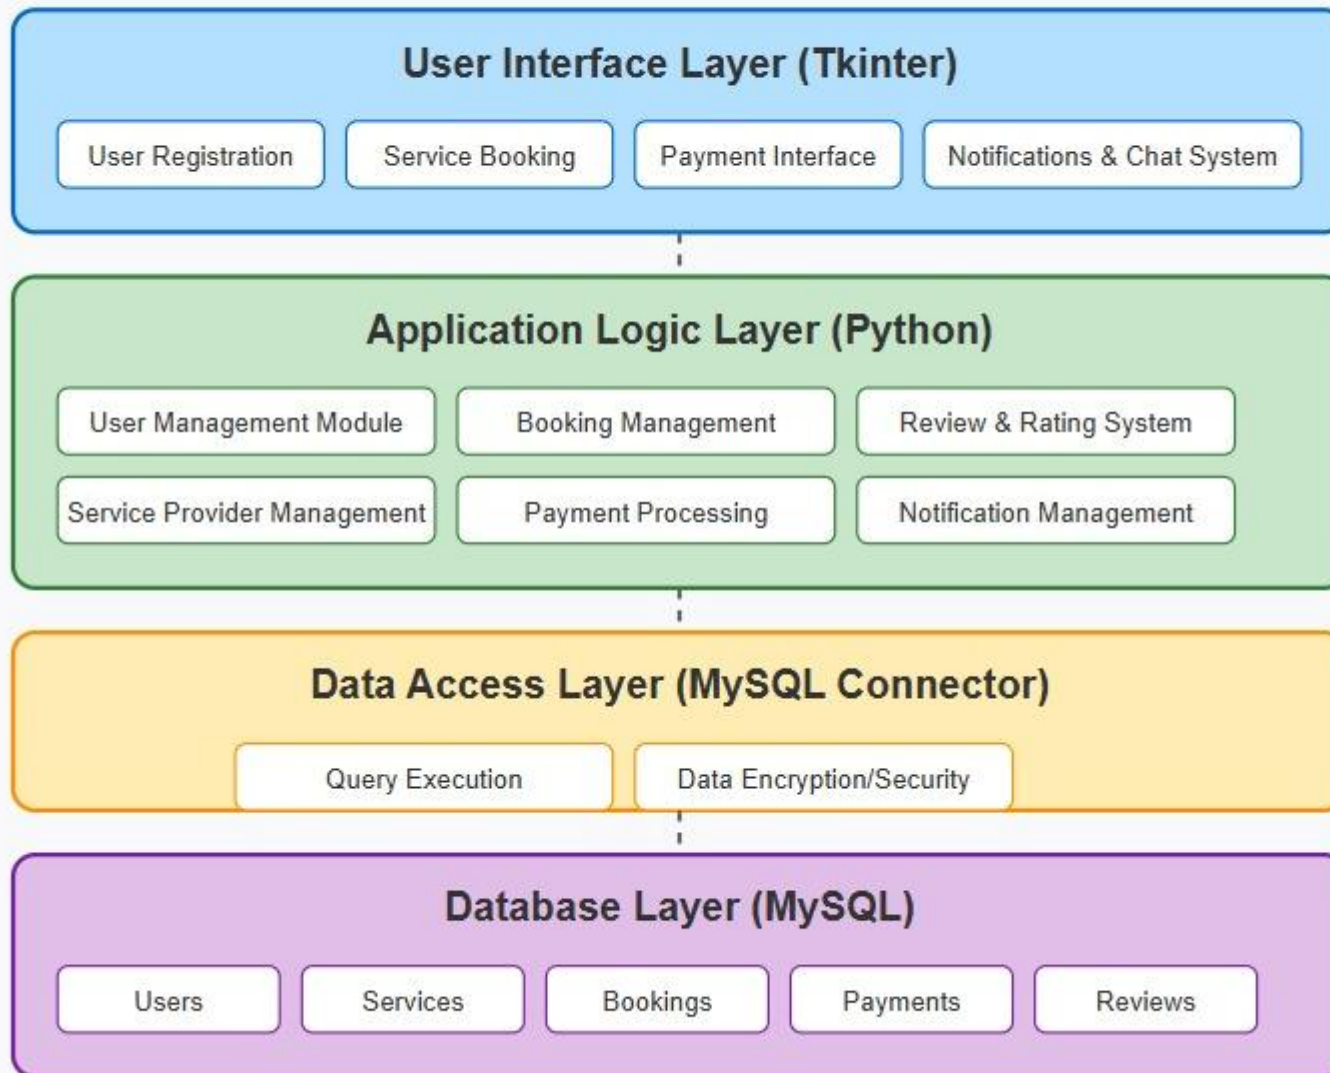 User Interface Layer (Tkinter)
User Registration
Service Booking
Payment Interface
Notifications & Chat System
Application Logic Layer (Python)
User Management Module
Booking Management
Review & Rating System
Service Provider Management
Payment Processing
Notification Management
Data Access Layer (MySQL Connector)
Query Execution
Data Encryption/Security
Database Layer (MySQL)
Users
Services
Bookings
Payments
Reviews